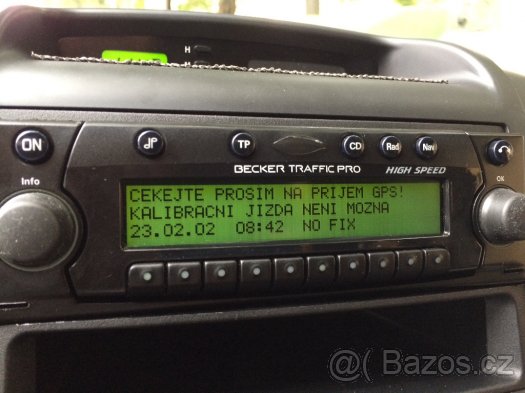 H
M
ON
TP
CD
Rad
Nav
Info
BECKER TRAFFIC PRO
HIGH SPEED
OK
CEKEJTE PROSIM NA PRIJEM GPS!
KALIBRACNI JIZDA NENI MOZNA
23.02.02 08:42 NO FIX
Bazos.cz